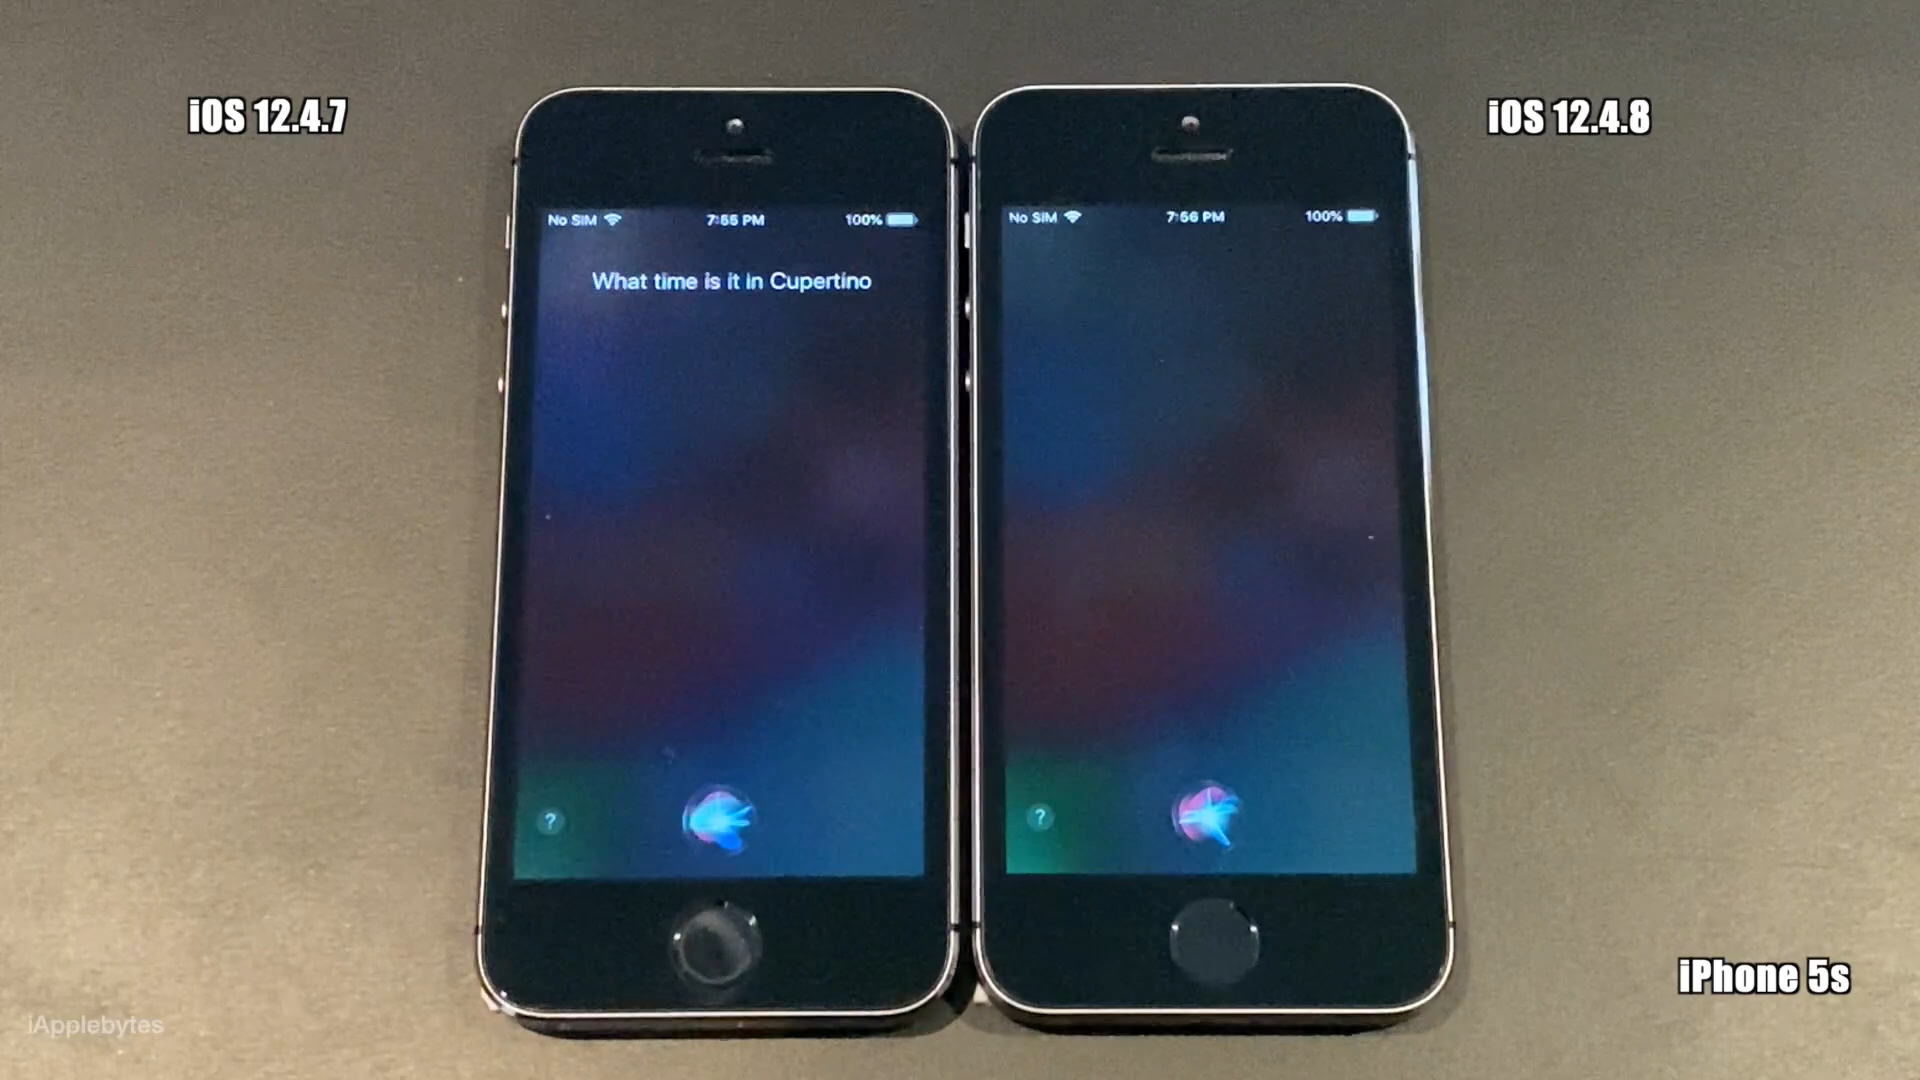 iOS 12.4.7
iOS 12.4.8
No SIM 7:55 PM 100%
What time is it in Cupertino
?
No SIM 7:56 PM 100%
?
iPhone 5s
iApplebytes